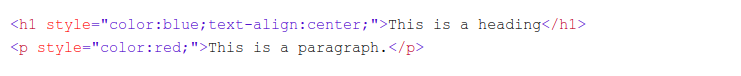 <h1 style="color:blue;text-align:center;">This is a heading</h1>
<p style="color:red;">This is a paragraph.</p>